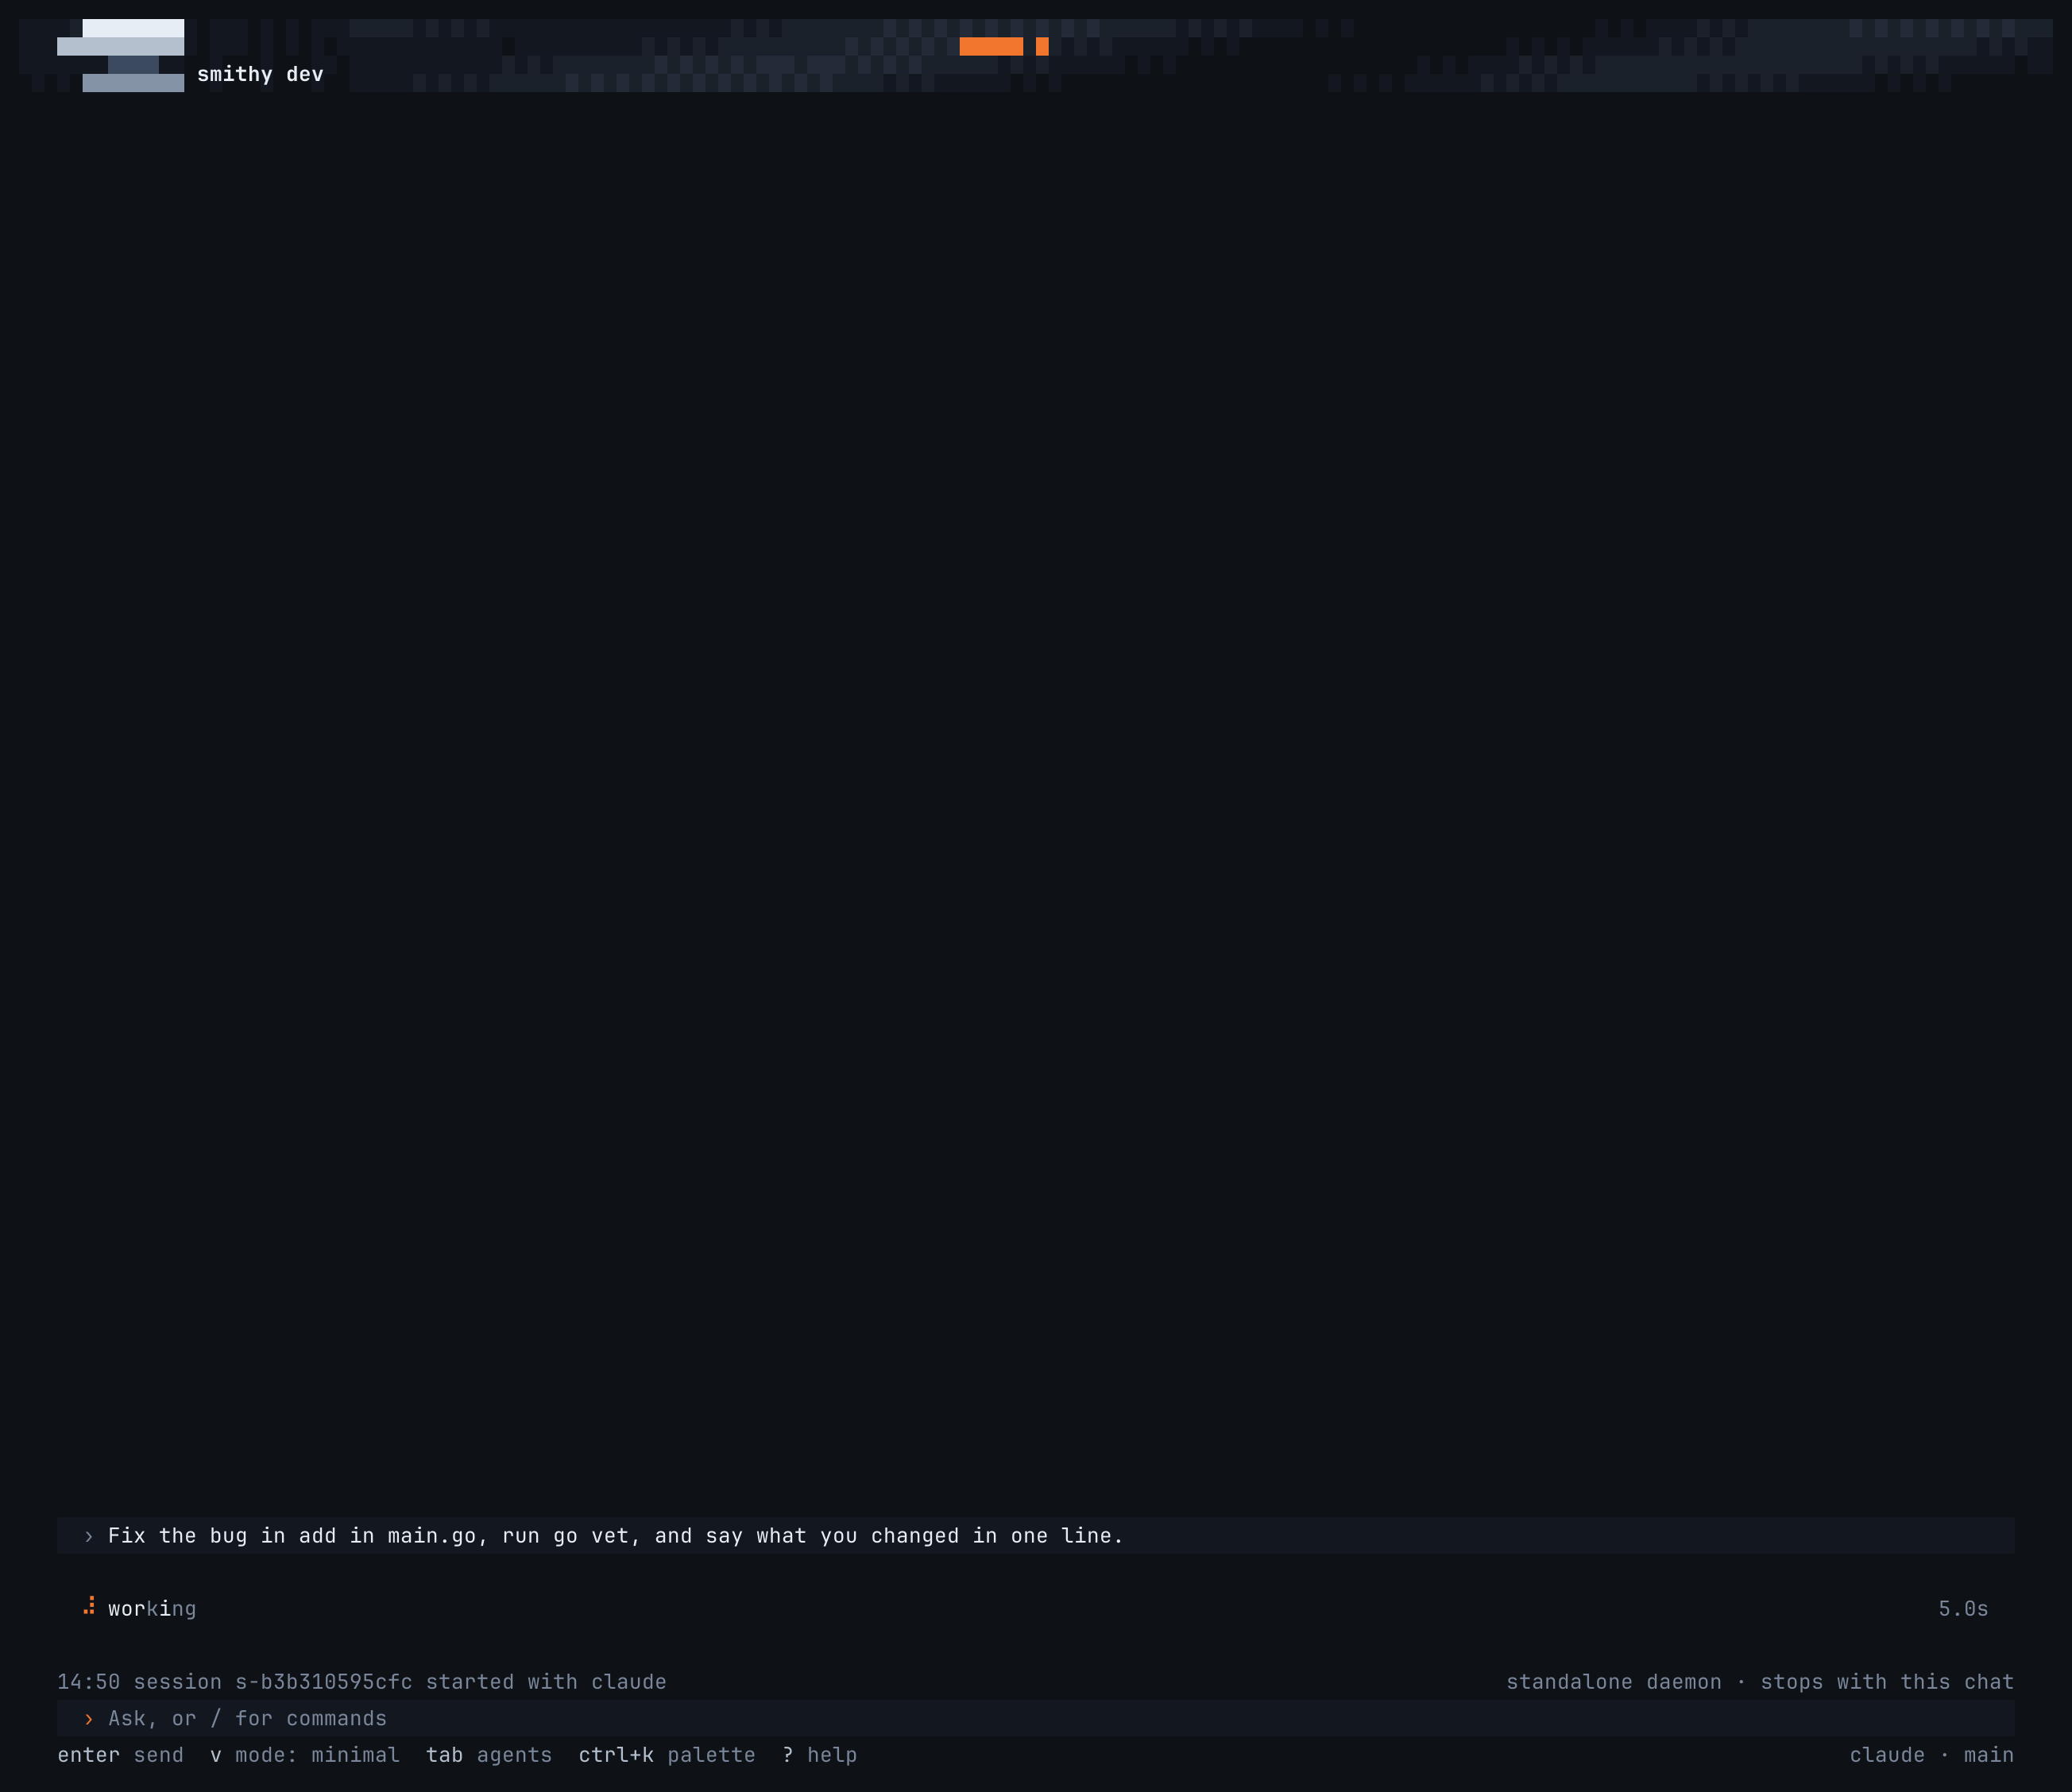 smithy dev
› Fix the bug in add in main.go, run go vet, and say what you changed in one line.
working 5.0s
14:50 session s-b3b310595cfc started with claude standalone daemon · stops with this chat
› Ask, or / for commands
enter send v mode: minimal tab agents ctrl+k palette ? help claude · main